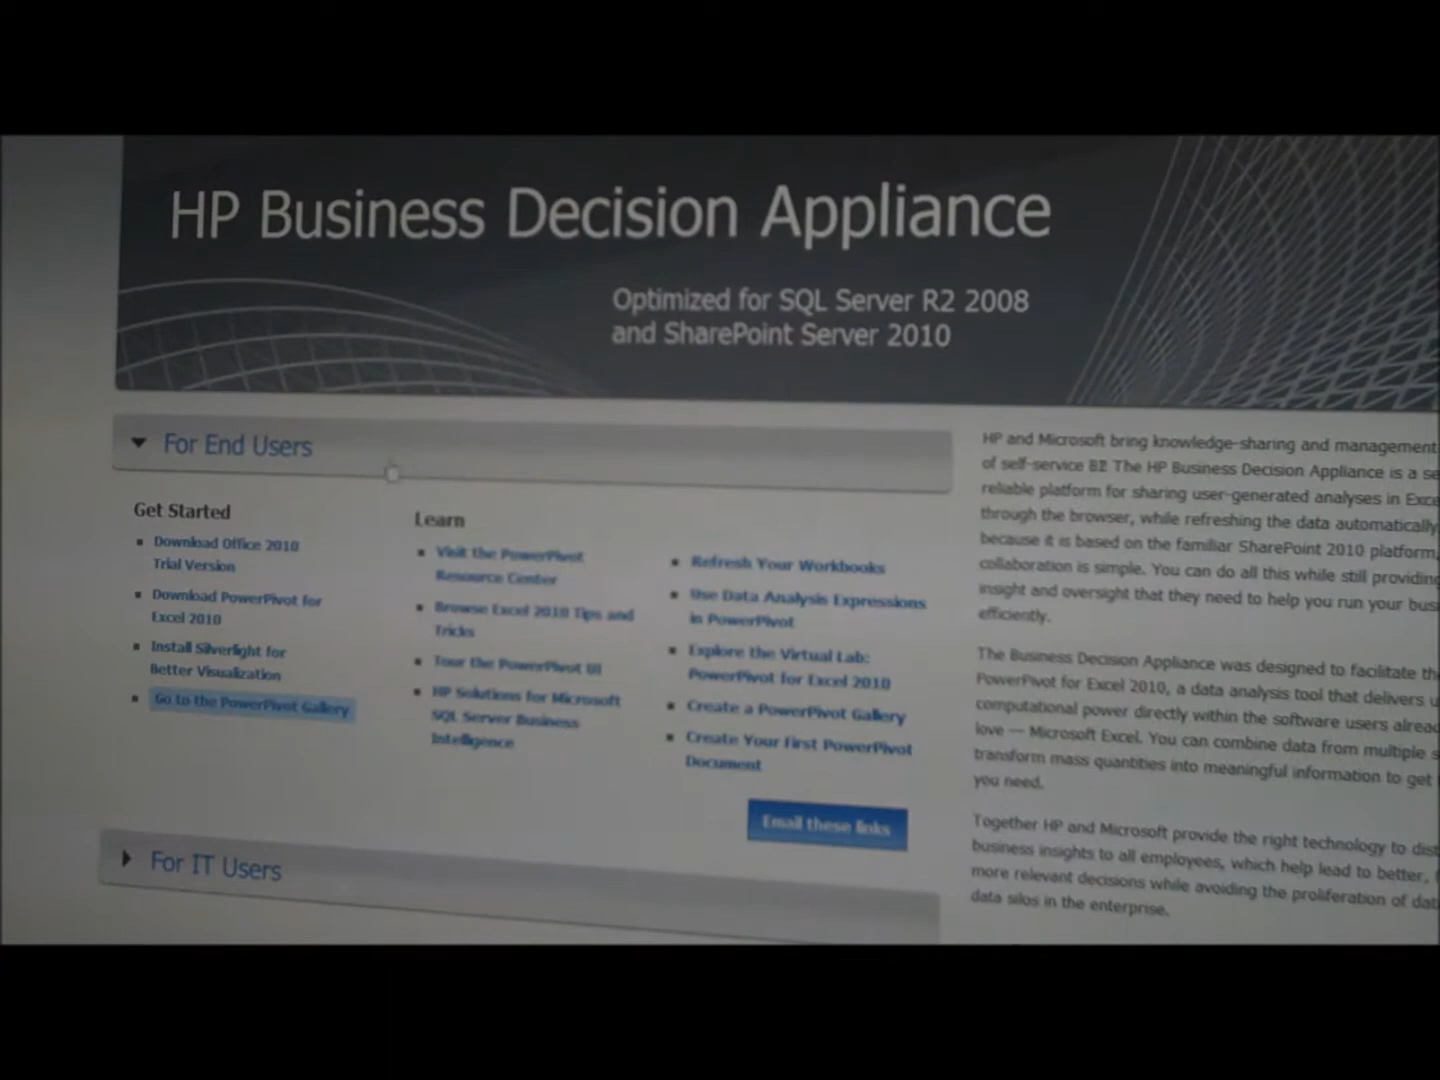 HP Business Decision Appliance
Optimized for SQL Server R2 2008
and SharePoint Server 2010
For End Users
Get Started
Download Office 2010
Trial Version
Download PowerPivot for
Excel 2010
Install Silverlight for
Better Visualization
Go to the PowerPivot Gallery
Learn
Visit the PowerPivot
Resource Center
Browse Excel 2010 Tips and
Tricks
Tour the PowerPivot UI
HP Solutions for Microsoft
SQL Server Business
Intelligence
Refresh Your Workbooks
Use Data Analysis Expressions
in PowerPivot
Explore the Virtual Lab:
PowerPivot for Excel 2010
Create a PowerPivot Gallery
Create Your First PowerPivot
Document
Email these links
For IT Users
HP and Microsoft bring knowledge-sharing and management
of self-service BI! The HP Business Decision Appliance is a se
reliable platform for sharing user-generated analyses in Exce
through the browser, while refreshing the data automatically
because it is based on the familiar SharePoint 2010 platform,
collaboration is simple. You can do all this while still providing
insight and oversight that they need to help you run your bus
efficiently.
The Business Decision Appliance was designed to facilitate th
PowerPivot for Excel 2010, a data analysis tool that delivers u
computational power directly within the software users alread
love — Microsoft Excel. You can combine data from multiple s
transform mass quantities into meaningful information to get
you need.
Together HP and Microsoft provide the right technology to dist
business insights to all employees, which help lead to better,
more relevant decisions while avoiding the proliferation of dat
data silos in the enterprise.